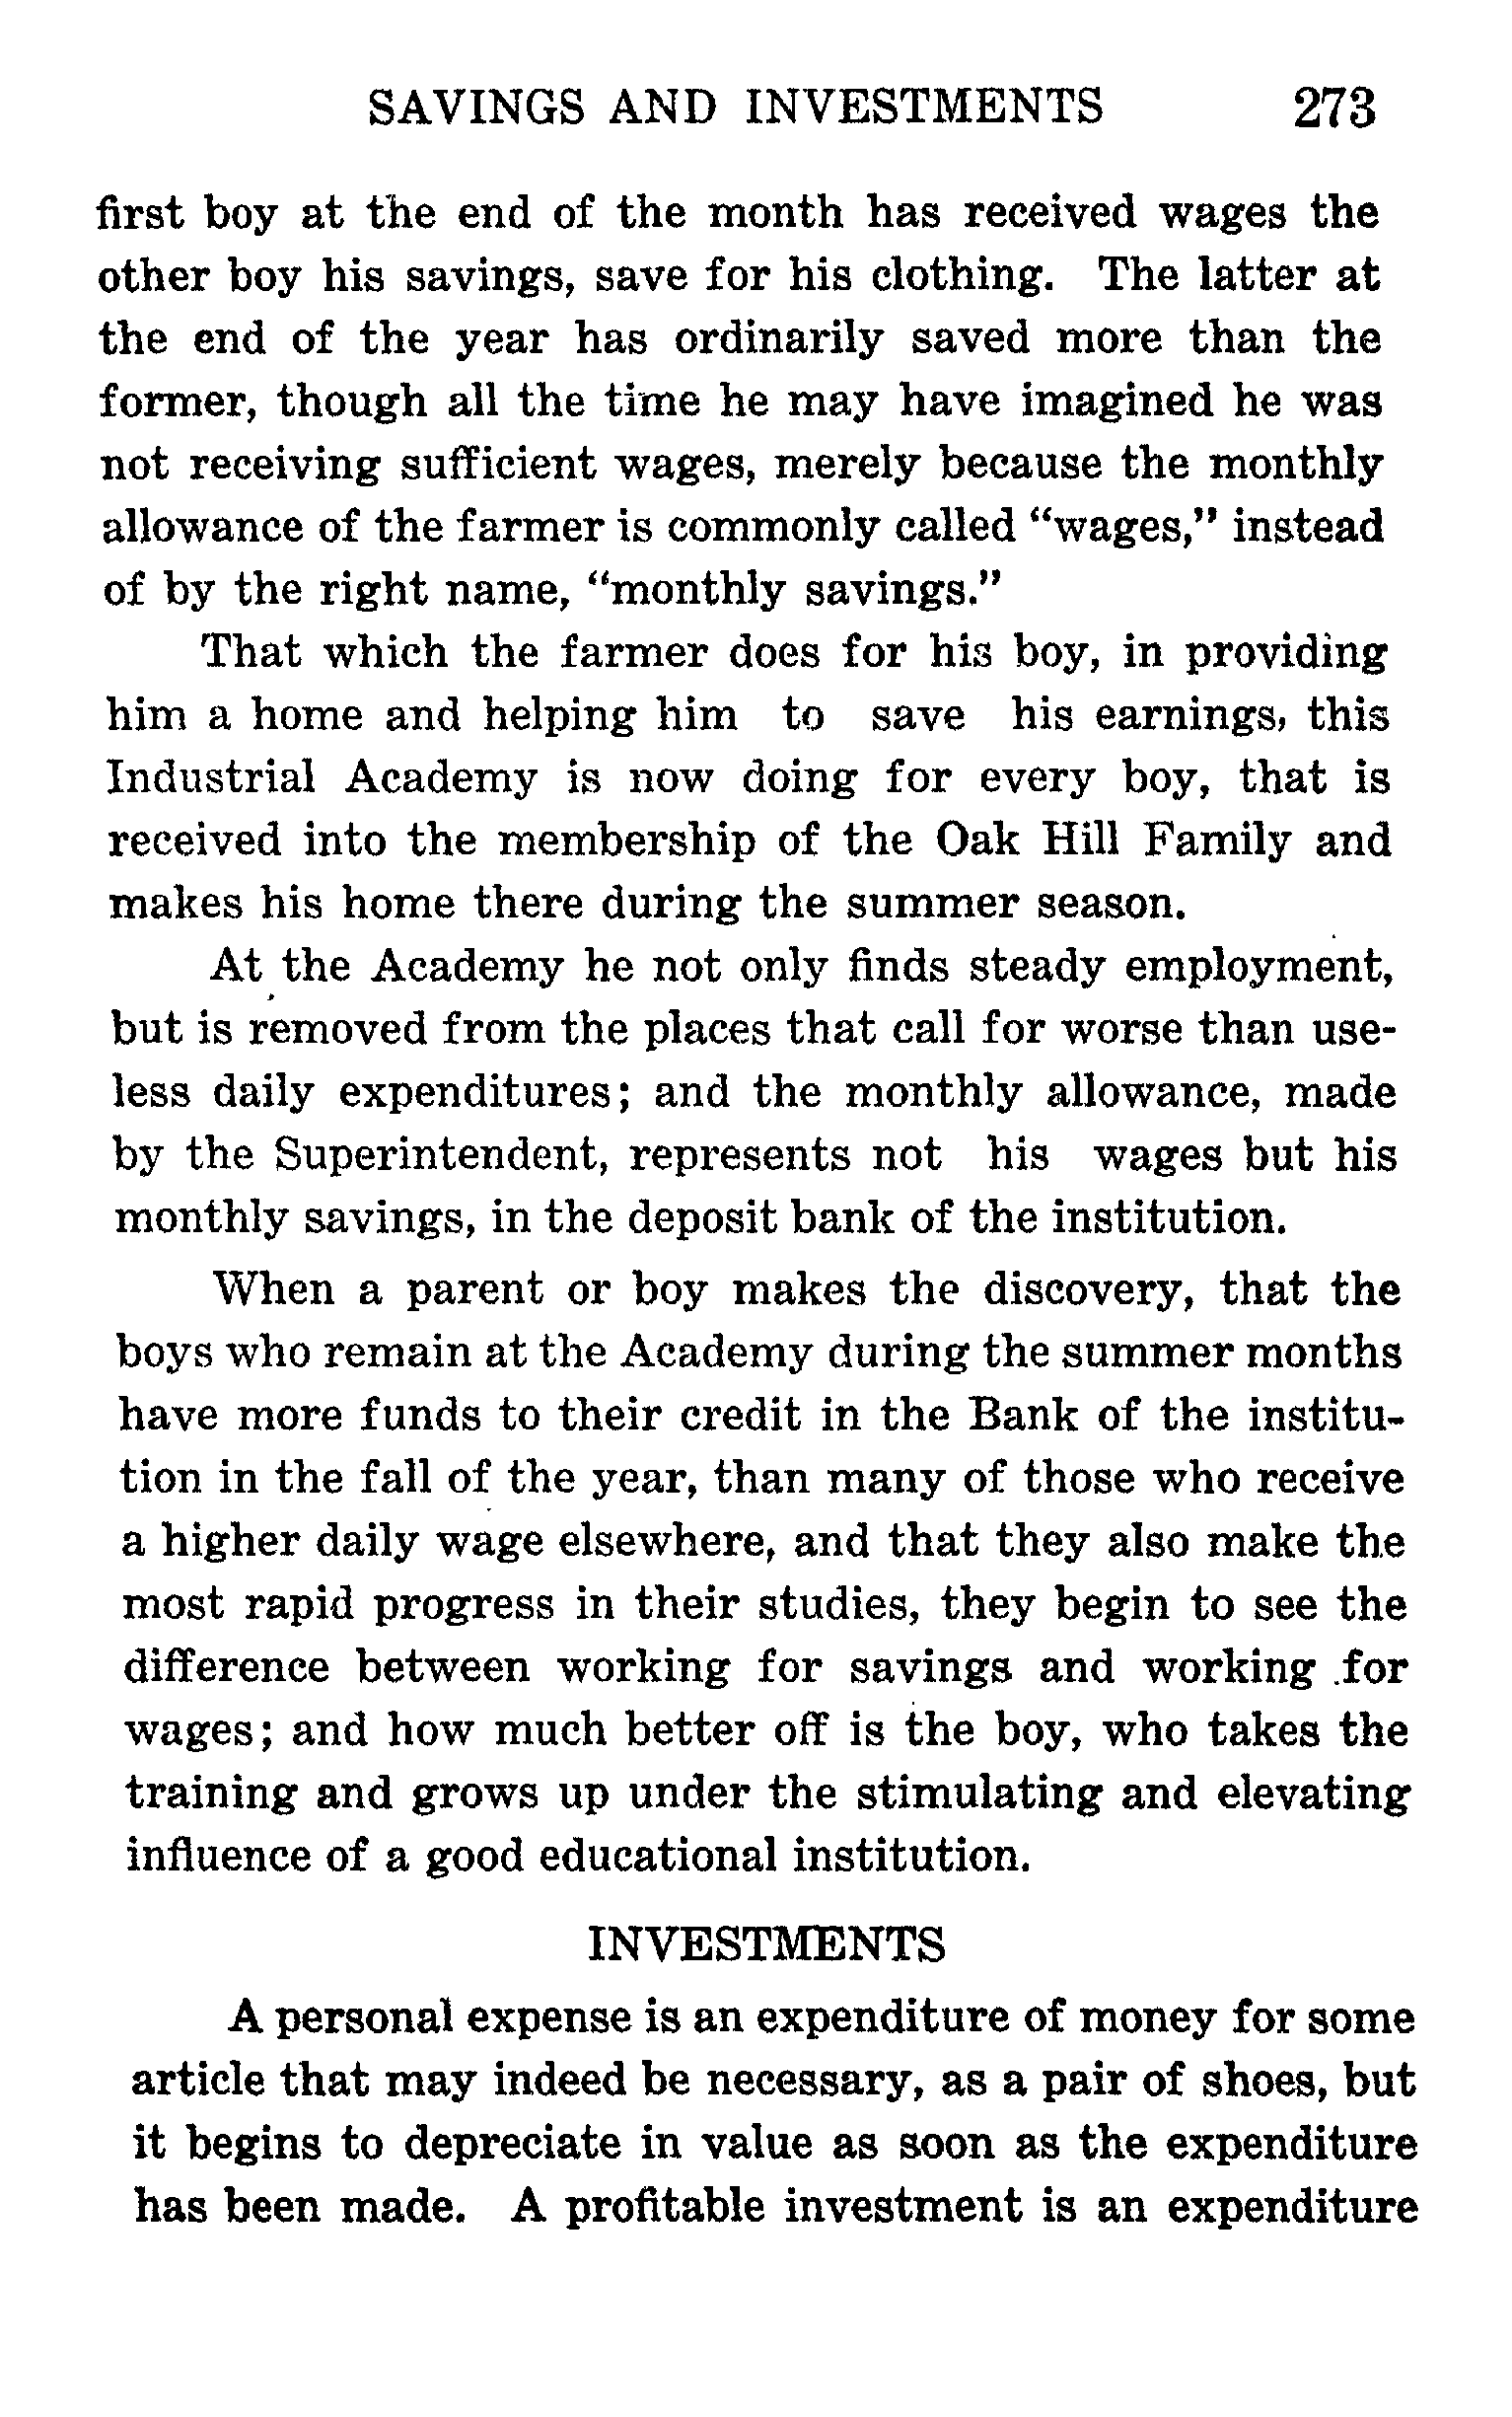 SAVINGS AND INVESTMENTS 273
first boy at the end of the month has received wages the
other boy his savings, save for his clothing. The latter at
the end of the year has ordinarily saved more than the
former, though all the time he may have imagined he was
not receiving sufficient wages, merely because the monthly
allowance of the farmer is commonly called "wages," instead
of by the right name, "monthly savings."
That which the farmer does for his boy, in providing
him a home and helping him to save his earnings, this
Industrial Academy is now doing for every boy, that is
received into the membership of the Oak Hill Family and
makes his home there during the summer season.
At the Academy he not only finds steady employment,
but is removed from the places that call for worse than use-
less daily expenditures; and the monthly allowance, made
by the Superintendent, represents not his wages but his
monthly savings, in the deposit bank of the institution.
When a parent or boy makes the discovery, that the
boys who remain at the Academy during the summer months
have more funds to their credit in the Bank of the institu-
tion in the fall of the year, than many of those who receive
a higher daily wage elsewhere, and that they also make the
most rapid progress in their studies, they begin to see the
difference between working for savings and working for
wages; and how much better off is the boy, who takes the
training and grows up under the stimulating and elevating
influence of a good educational institution.
INVESTMENTS
A personal expense is an expenditure of money for some
article that may indeed be necessary, as a pair of shoes, but
it begins to depreciate in value as soon as the expenditure
has been made. A profitable investment is an expenditure